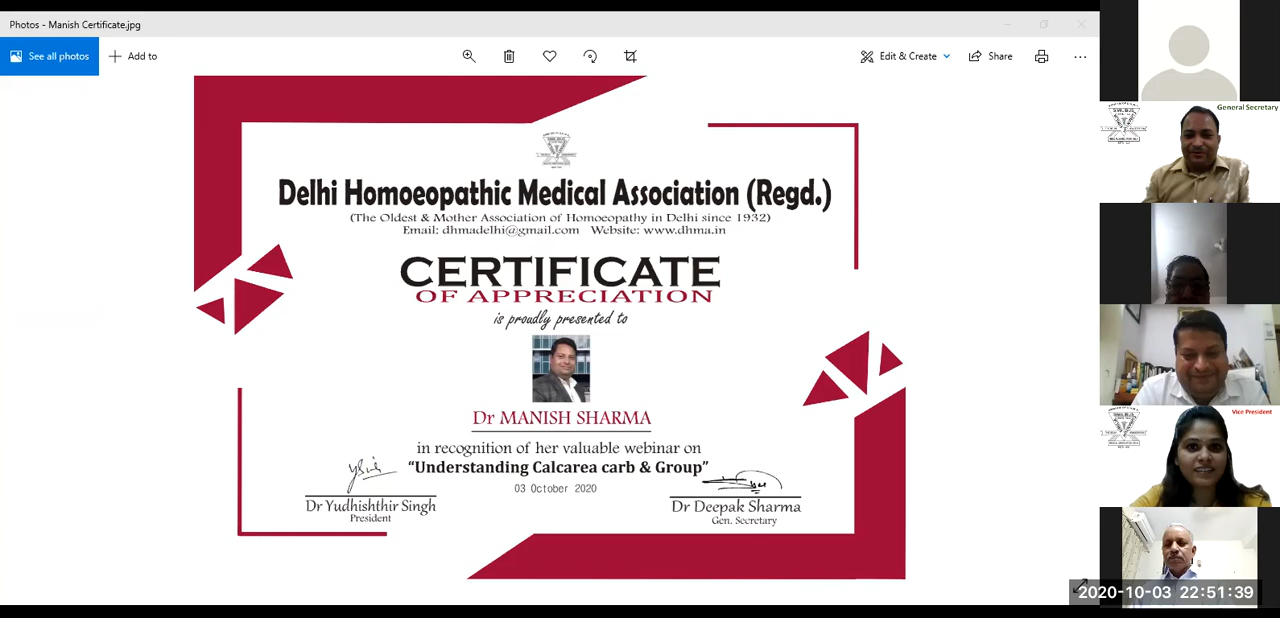 Photos - Manish Certificate.jpg
See all photos
Add to
Edit & Create
Share
Delhi Homoeopathic Medical Association (Regd.)
(The Oldest & Mother Association of Homoeopathy in Delhi since 1932)
Email: dhmadelhi@gmail.com Website: www.dhma.in
CERTIFICATE
OF APPRECIATION
is proudly presented to
Dr MANISH SHARMA
in recognition of her valuable webinar on
“Understanding Calcarea carb & Group”
03 October 2020
Dr Yudhishthir Singh
President
Dr Deepak Sharma
Gen. Secretary
General Secretary
Vice President
2020-10-03 22:51:39